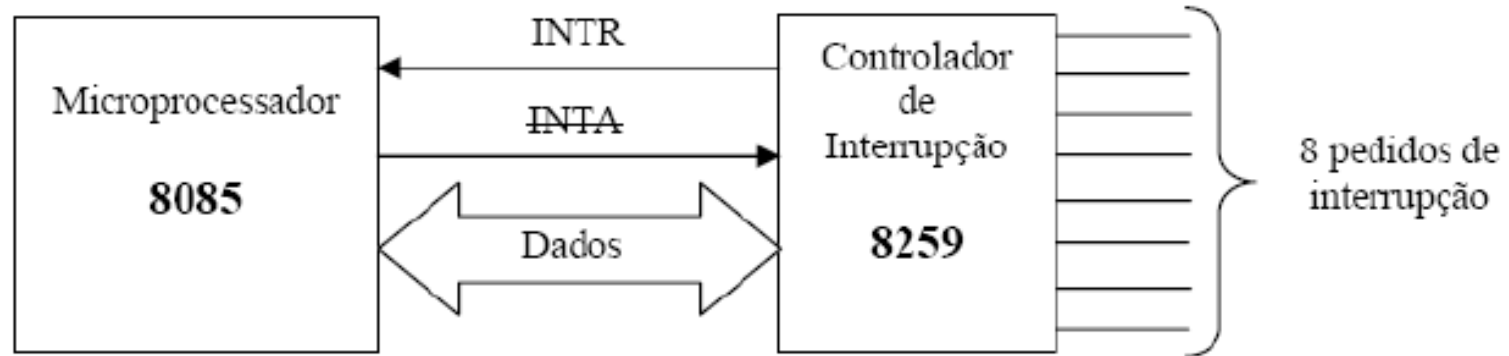 Microprocessador
8085
INTR
INTA
Dados
Controlador
de
Interrupção
8259
8 pedidos de
interrupção